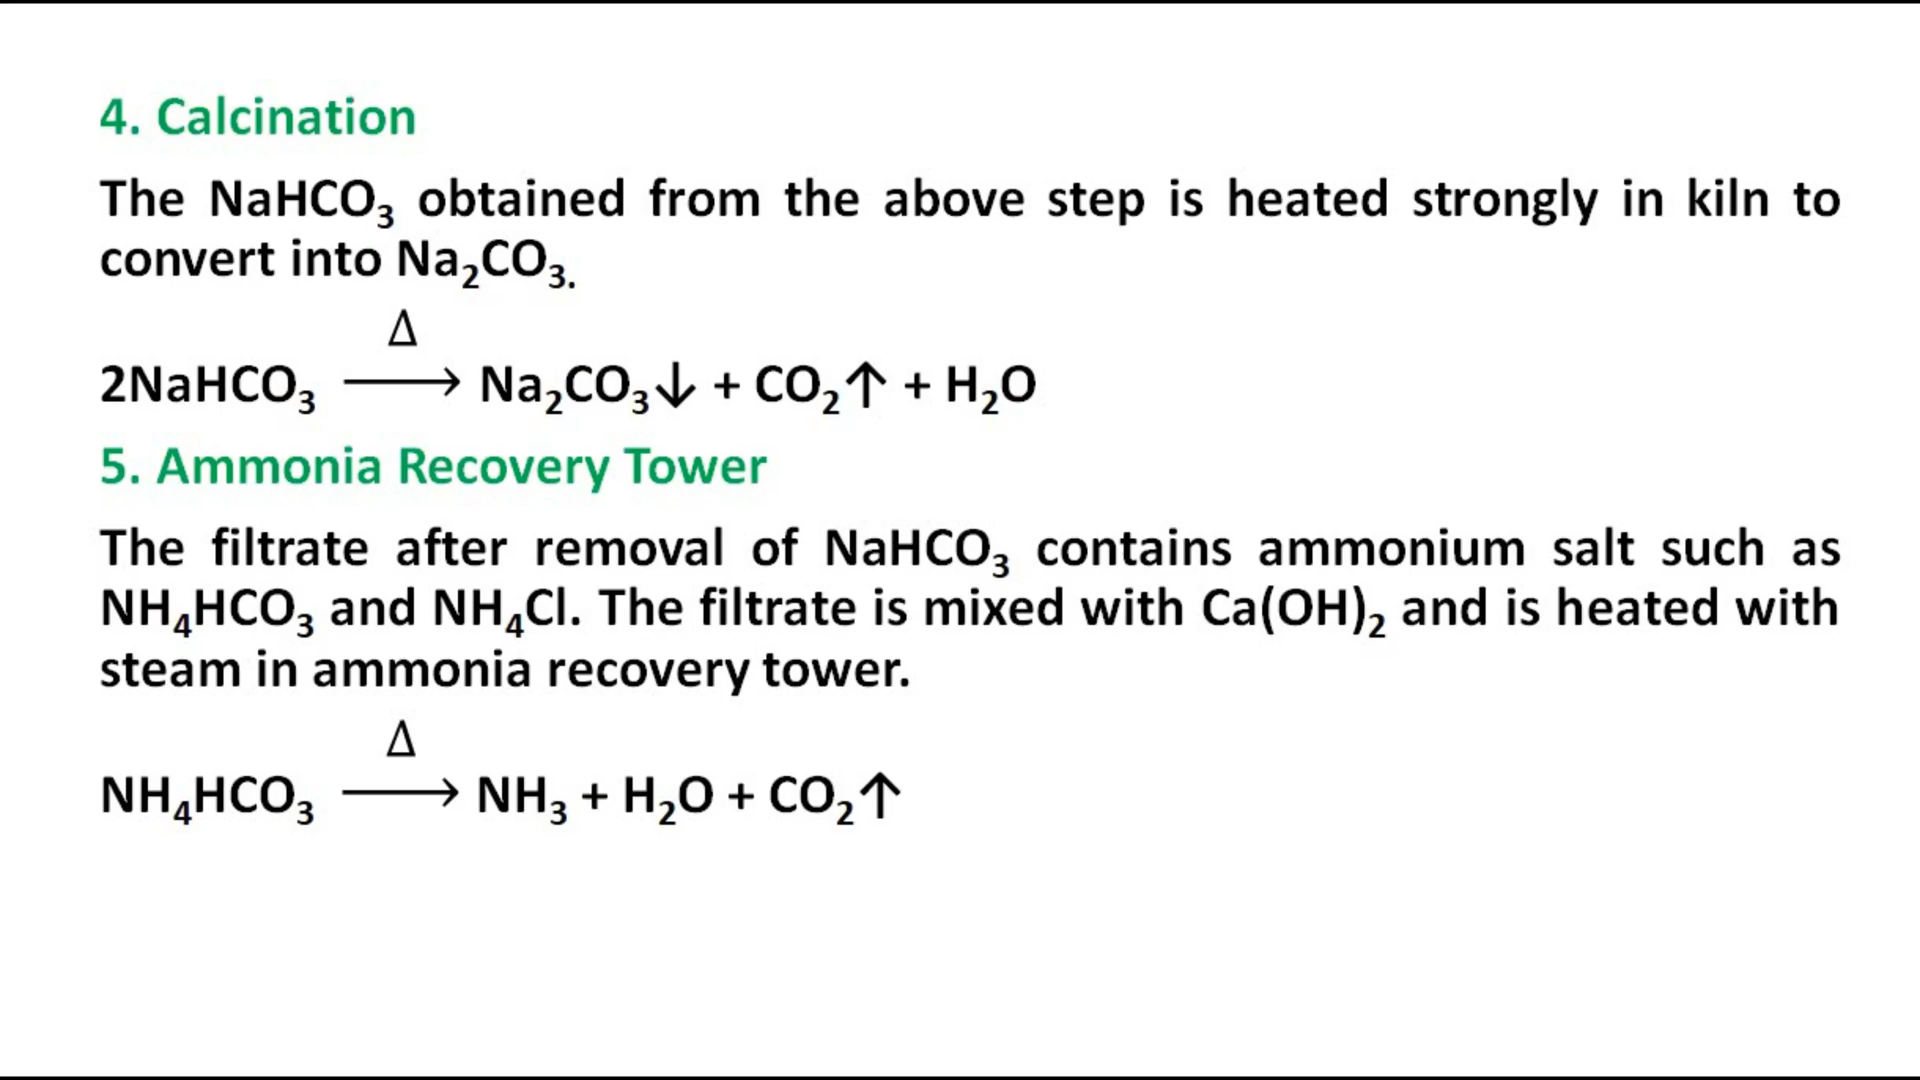 4. Calcination
The NaHCO₃ obtained from the above step is heated strongly in kiln to
convert into Na₂CO₃.
Δ
2NaHCO₃ ⟶ Na₂CO₃↓ + CO₂↑ + H₂O
5. Ammonia Recovery Tower
The filtrate after removal of NaHCO₃ contains ammonium salt such as
NH₄HCO₃ and NH₄Cl. The filtrate is mixed with Ca(OH)₂ and is heated with
steam in ammonia recovery tower.
Δ
NH₄HCO₃ ⟶ NH₃ + H₂O + CO₂↑